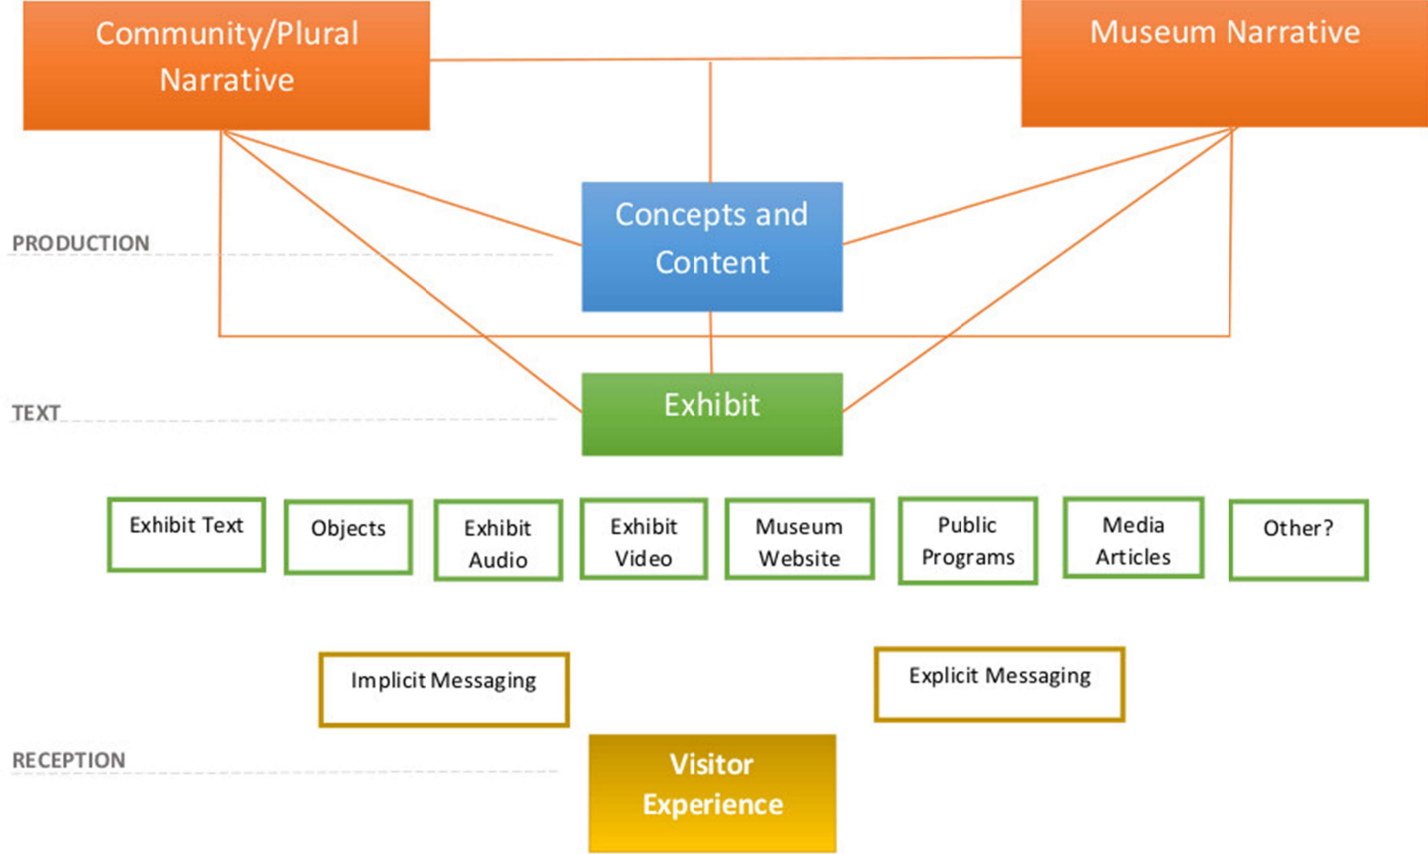 Community/Plural
Narrative
Museum Narrative
Concepts and
Content
PRODUCTION
Exhibit
TEXT
Exhibit Text
Objects
Exhibit
Audio
Exhibit
Video
Museum
Website
Public
Programs
Media
Articles
Other?
Implicit Messaging
Explicit Messaging
RECEPTION
Visitor
Experience